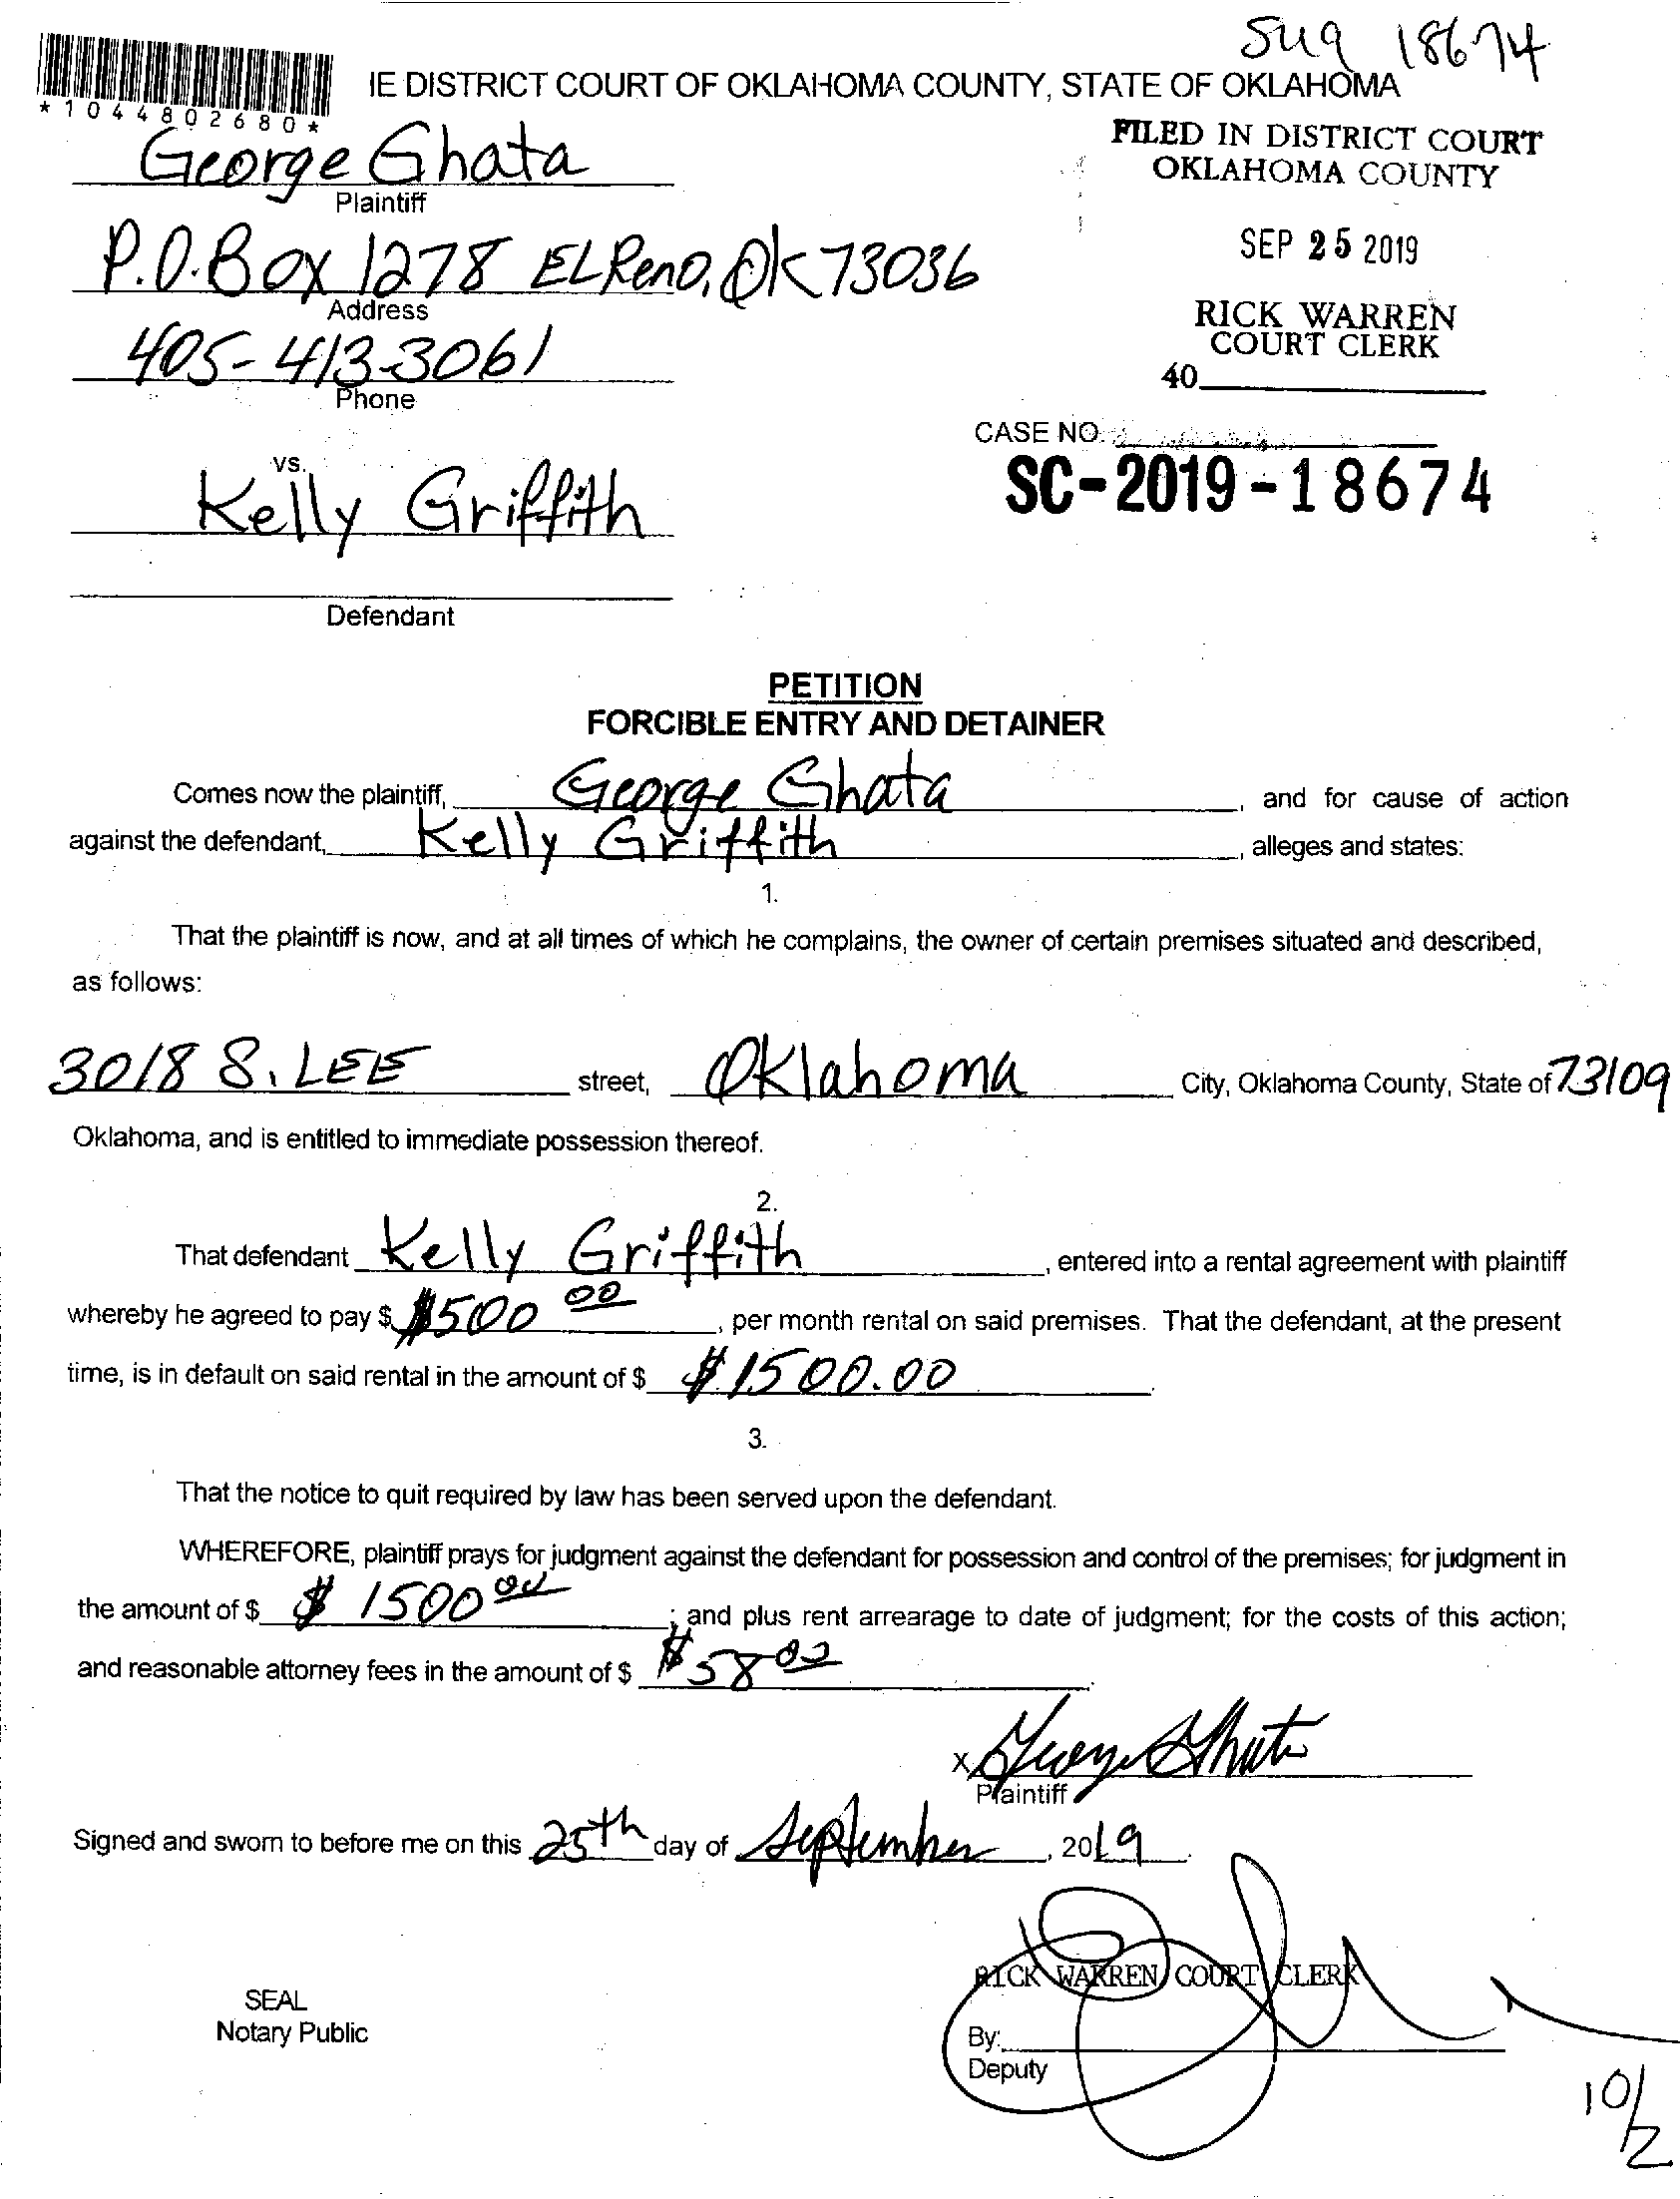 18674
IE DISTRICT COURT OF OKLAHOMA COUNTY, STATE OF OKLAHOMA
*1044802680*
George Ghata
Plaintiff
FILED IN DISTRICT COURT
OKLAHOMA COUNTY
P.O.Box 1278 EL Reno, OK 73036
Address
SEP 25 2019
405-413-3061
Phone
RICK WARREN
COURT CLERK
40
CASE NO.
SC-2019-18674
vs.
Kelly Griffith
Defendant
PETITION
FORCIBLE ENTRY AND DETAINER
Comes now the plaintiff, George Ghata, and for cause of action
against the defendant, Kelly Griffith, alleges and states:
1.
That the plaintiff is now, and at all times of which he complains, the owner of certain premises situated and described,
as follows:
3018 S. LEE street, Oklahoma City, Oklahoma County, State of 73109
Oklahoma, and is entitled to immediate possession thereof.
2.
That defendant Kelly Griffith, entered into a rental agreement with plaintiff
whereby he agreed to pay $ $500 00, per month rental on said premises. That the defendant, at the present
time, is in default on said rental in the amount of $ $1500.00.
3.
That the notice to quit required by law has been served upon the defendant.
WHEREFORE, plaintiff prays for judgment against the defendant for possession and control of the premises; for judgment in
the amount of $ $ 1500 00; and plus rent arrearage to date of judgment; for the costs of this action;
and reasonable attorney fees in the amount of $ $58 00.
x George Ghata
Plaintiff
Signed and sworn to before me on this 25th day of September, 2019.
RICK WARREN COURT CLERK
SEAL
Notary Public
By:
Deputy
10/2